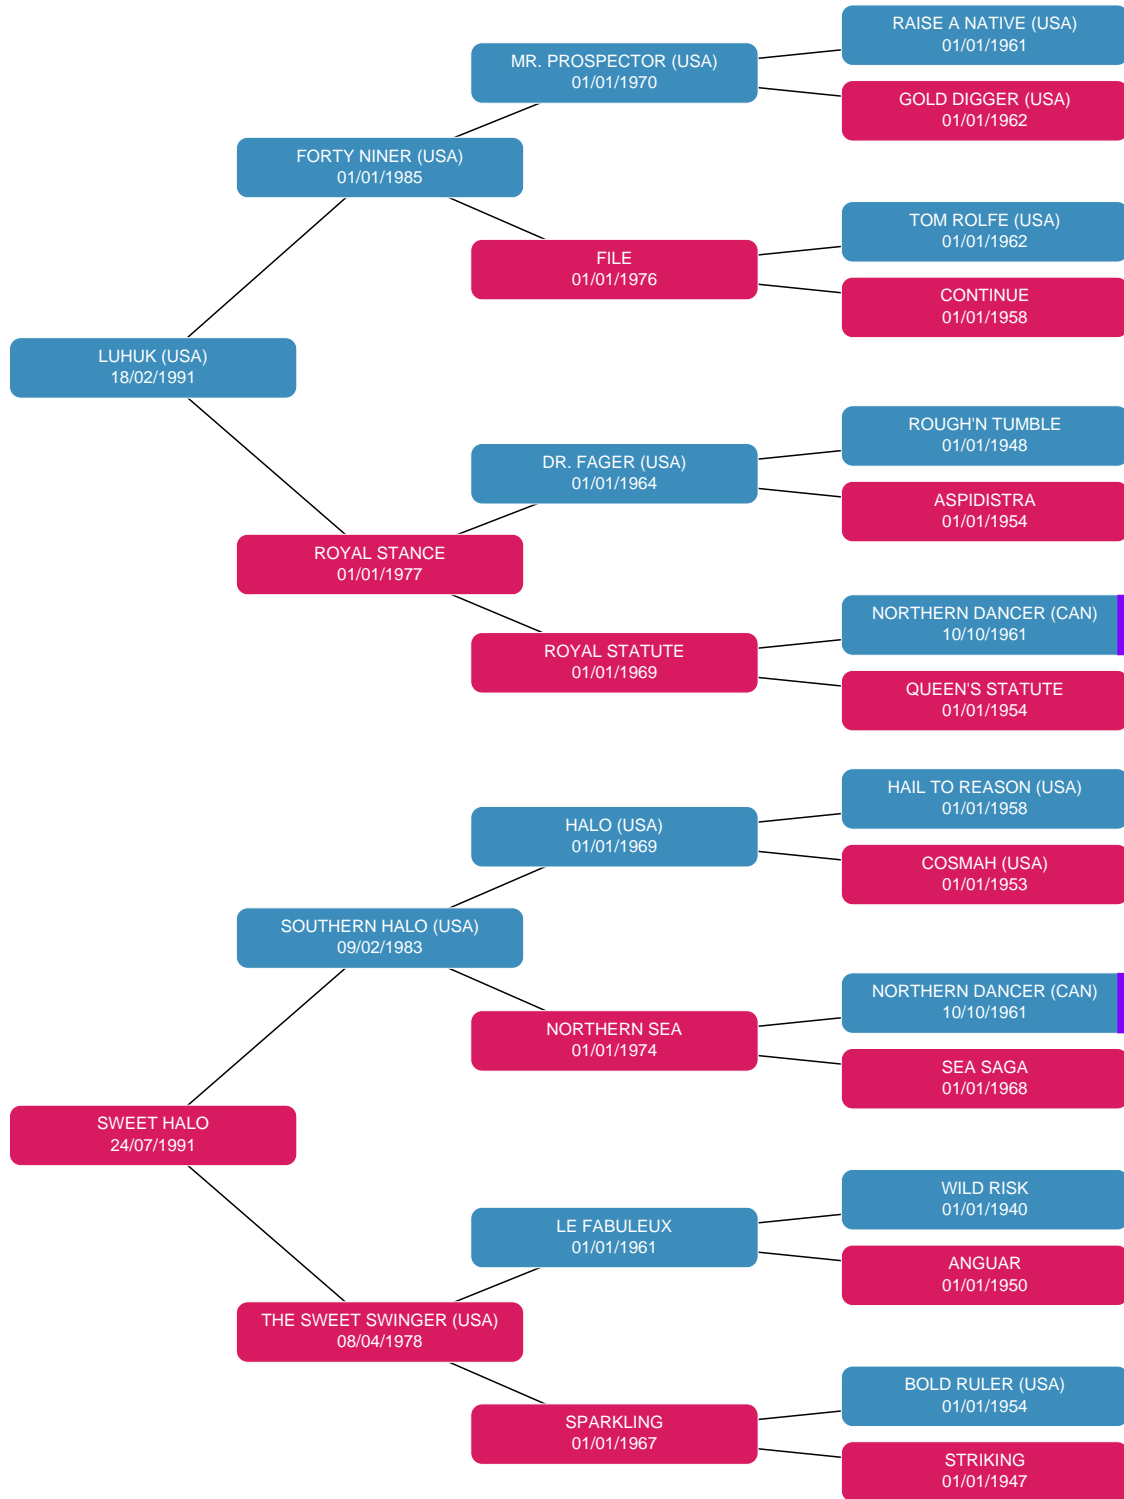 RAISE A NATIVE (USA)
01/01/1961
MR. PROSPECTOR (USA)
01/01/1970
GOLD DIGGER (USA)
01/01/1962
FORTY NINER (USA)
01/01/1985
TOM ROLFE (USA)
01/01/1962
FILE
01/01/1976
CONTINUE
01/01/1958
LUHUK (USA)
18/02/1991
ROUGH'N TUMBLE
01/01/1948
DR. FAGER (USA)
01/01/1964
ASPIDISTRA
01/01/1954
ROYAL STANCE
01/01/1977
NORTHERN DANCER (CAN)
10/10/1961
ROYAL STATUTE
01/01/1969
QUEEN'S STATUTE
01/01/1954
HAIL TO REASON (USA)
01/01/1958
HALO (USA)
01/01/1969
COSMAH (USA)
01/01/1953
SOUTHERN HALO (USA)
09/02/1983
NORTHERN DANCER (CAN)
10/10/1961
NORTHERN SEA
01/01/1974
SEA SAGA
01/01/1968
SWEET HALO
24/07/1991
WILD RISK
01/01/1940
LE FABULEUX
01/01/1961
ANGUAR
01/01/1950
THE SWEET SWINGER (USA)
08/04/1978
BOLD RULER (USA)
01/01/1954
SPARKLING
01/01/1967
STRIKING
01/01/1947